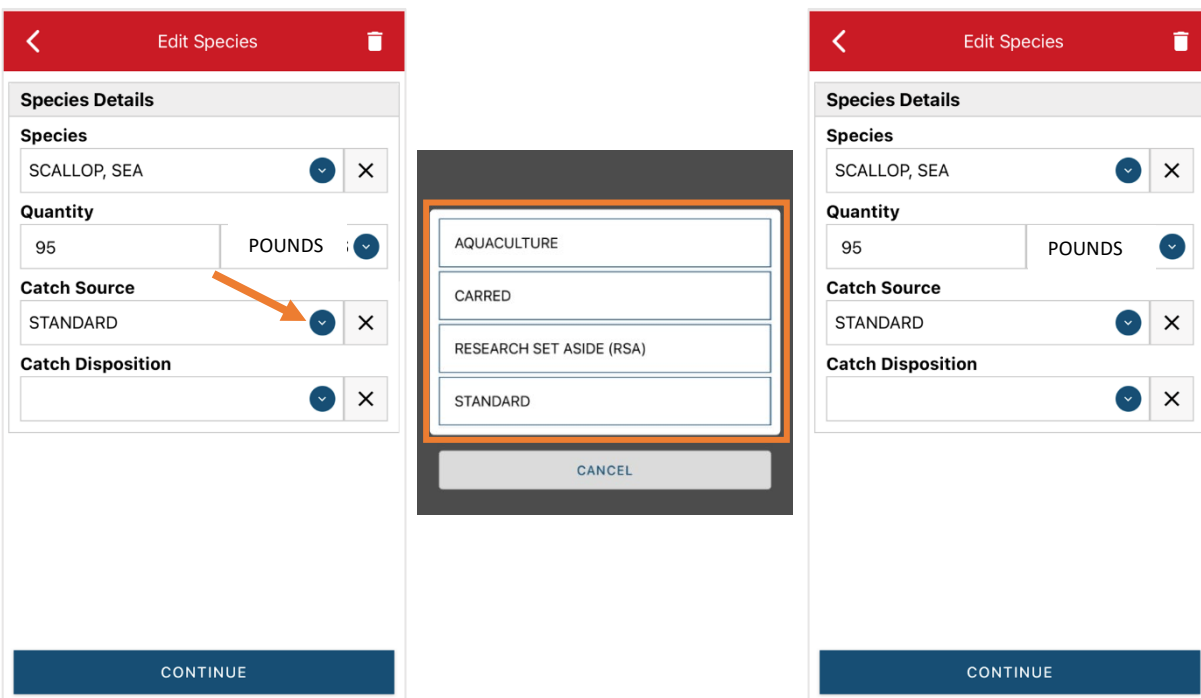 Edit Species
Species Details
Species
SCALLOP, SEA
Quantity
95 POUNDS
Catch Source
STANDARD
Catch Disposition
CONTINUE
AQUACULTURE
CARRED
RESEARCH SET ASIDE (RSA)
STANDARD
CANCEL
Edit Species
Species Details
Species
SCALLOP, SEA
Quantity
95 POUNDS
Catch Source
STANDARD
Catch Disposition
CONTINUE